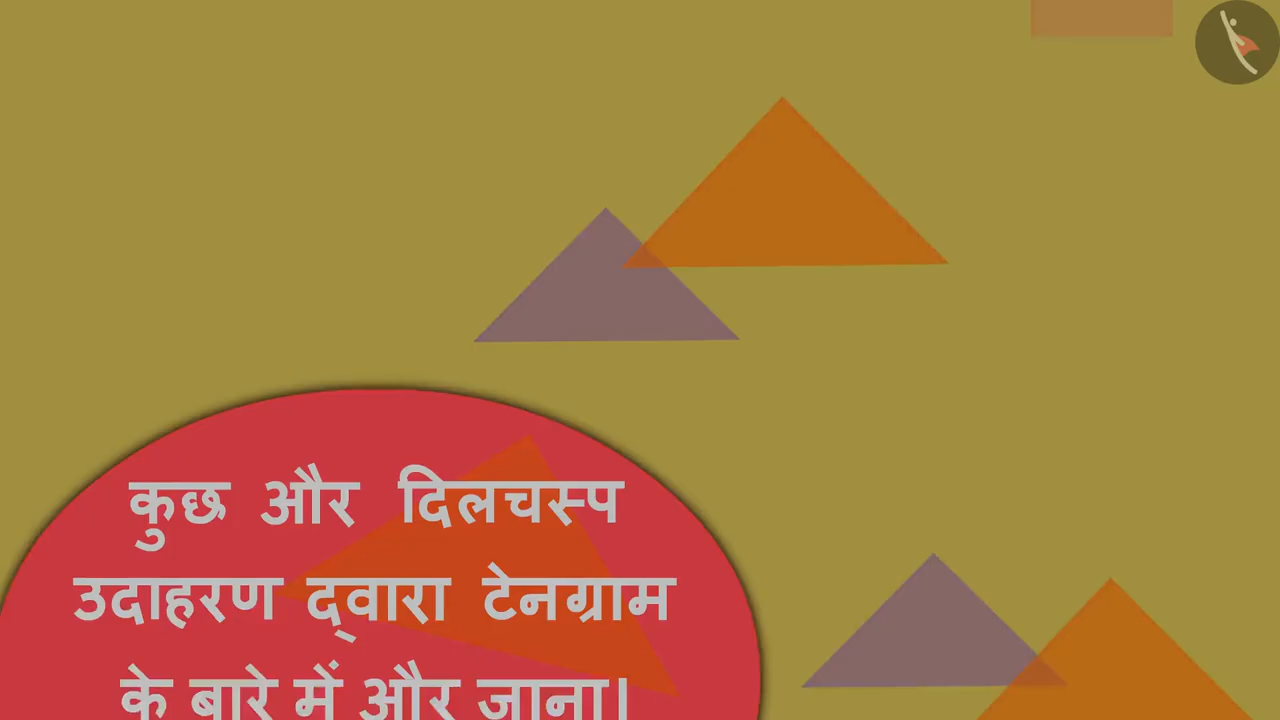 कुछ और दिलचस्प
उदाहरण द्‌वारा टेनग्राम
के बारे में और जाना।